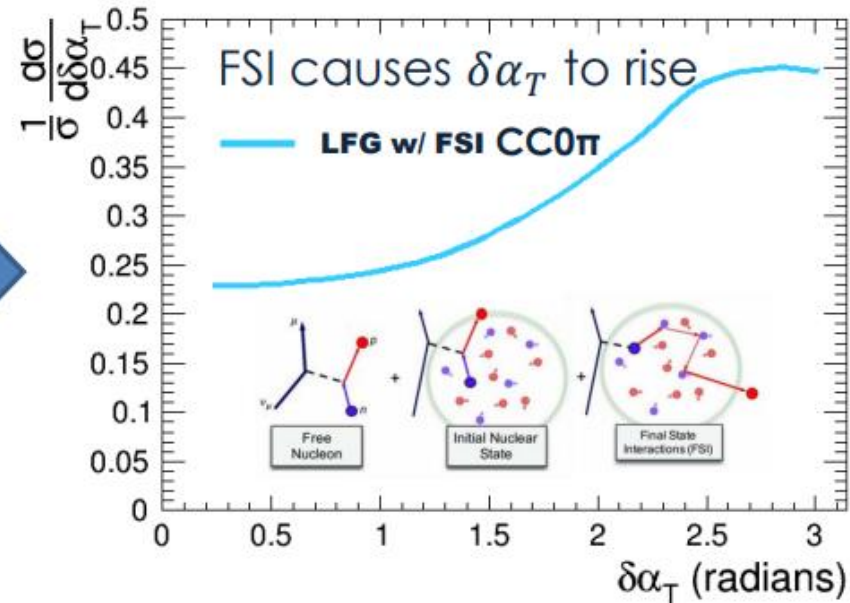 1/σ dσ/dδα_T
0.5
0.45
0.4
0.35
0.3
0.25
0.2
0.15
0.1
0.05
0
FSI causes δα_T to rise
LFG w/ FSI CC0π
μ
p
ν_μ
n
+
+
Free
Nucleon
Initial Nuclear
State
Final State
Interactions (FSI)
0
0.5
1
1.5
2
2.5
3
δα_T (radians)